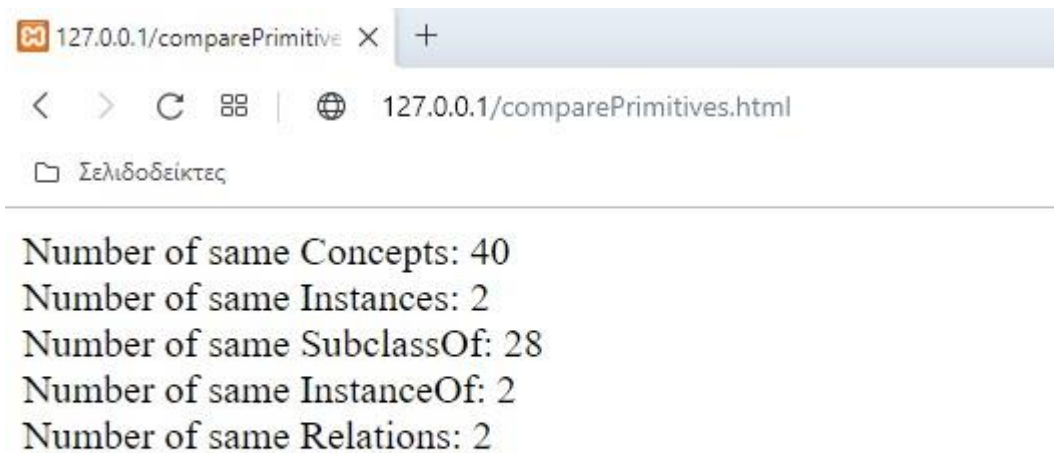 127.0.0.1/comparePrimitive
127.0.0.1/comparePrimitives.html
Σελιδοδείκτες
Number of same Concepts: 40
Number of same Instances: 2
Number of same SubclassOf: 28
Number of same InstanceOf: 2
Number of same Relations: 2